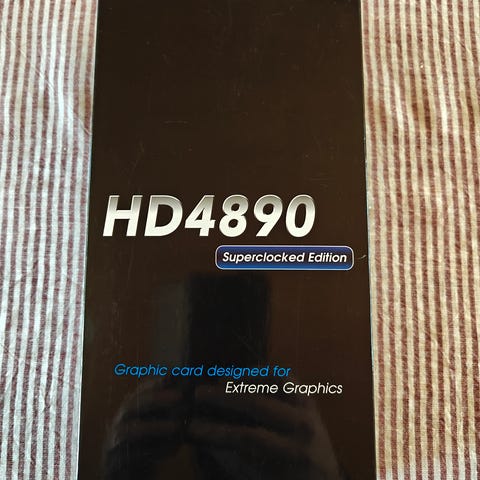 HD4890
Superclocked Edition
Graphic card designed for
Extreme Graphics